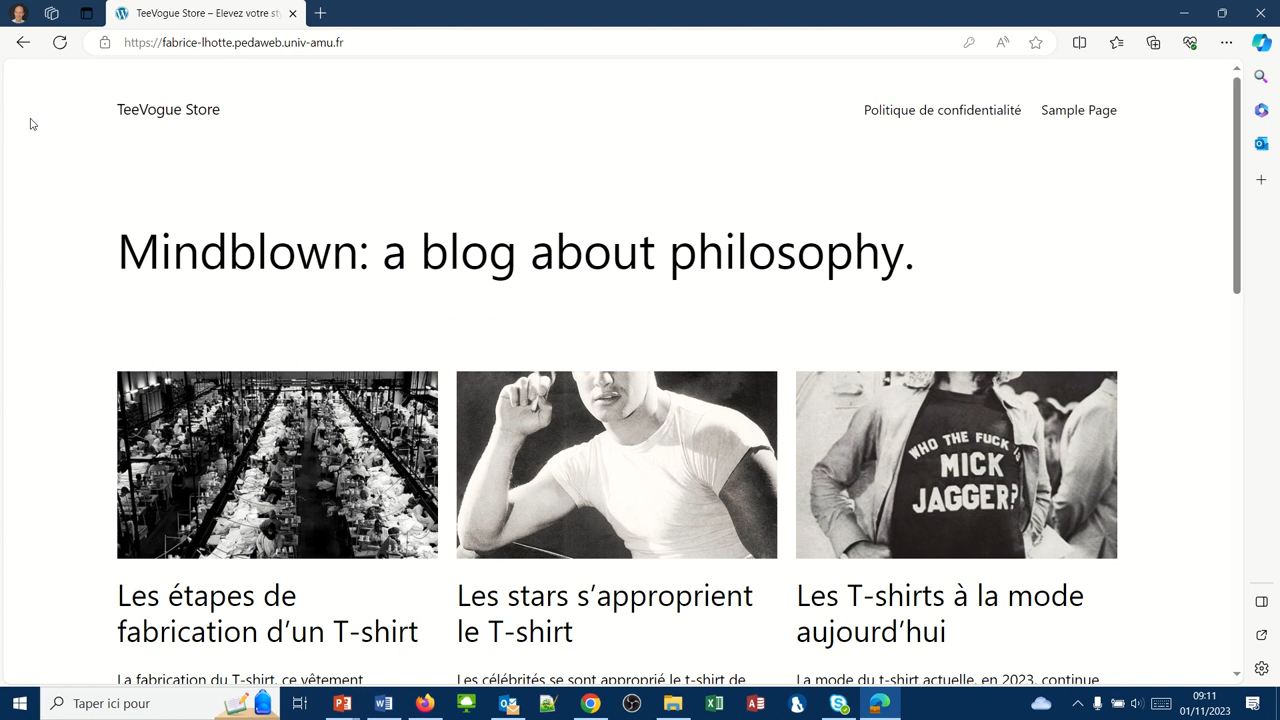 TeeVogue Store – Elevez votre st
https://fabrice-lhotte.pedaweb.univ-amu.fr
TeeVogue Store
Politique de confidentialité
Sample Page
Mindblown: a blog about philosophy.
WHO THE FUCK IS
MICK
JAGGER?
Les étapes de
fabrication d’un T-shirt
Les stars s’approprient
le T-shirt
Les T-shirts à la mode
aujourd’hui
La fabrication du T-shirt, ce vêtement
Les célébrités se sont approprié le t-shirt de
La mode du t-shirt actuelle, en 2023, continue
Taper ici pour
09:11
01/11/2023